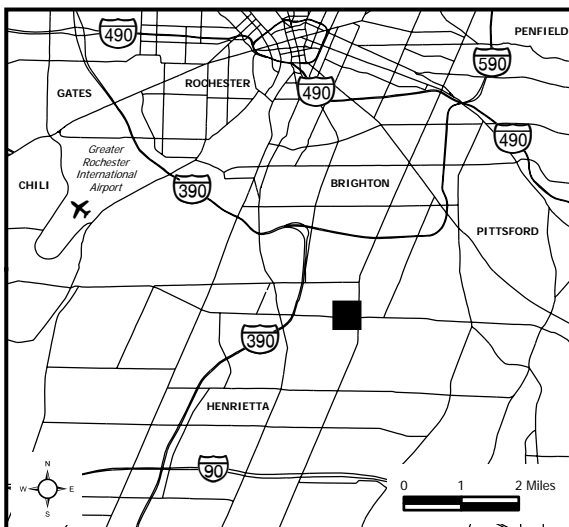 490
PENFIELD
590
GATES
ROCHESTER
490
490
Greater
Rochester
International
Airport
CHILI
390
BRIGHTON
PITTSFORD
390
HENRIETTA
90
N
W
E
S
0 1 2 Miles